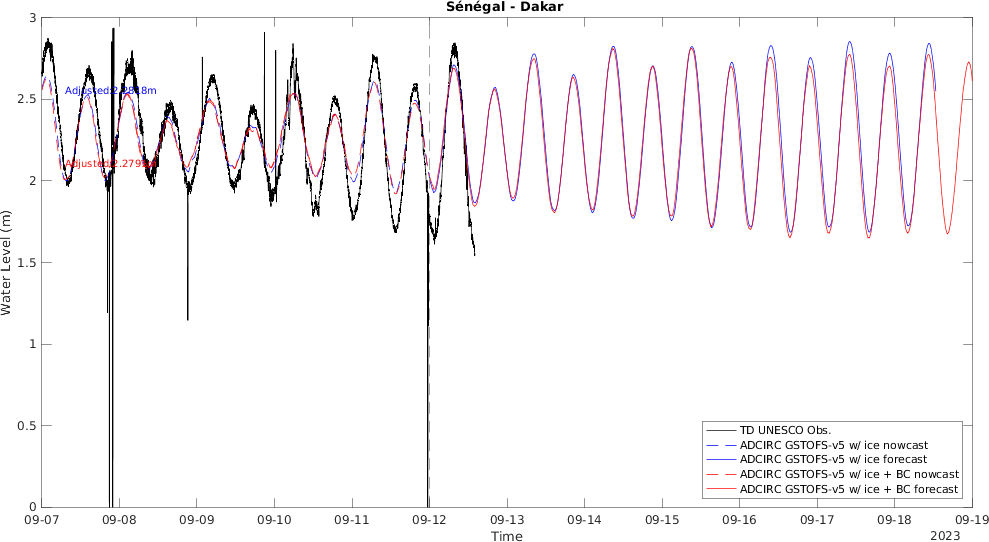 Sénégal - Dakar
Water Level (m)
3
2.5
2
1.5
1
0.5
0
09-07
09-08
09-09
09-10
09-11
09-12
09-13
09-14
09-15
09-16
09-17
09-18
09-19
Time
2023
TD UNESCO Obs.
ADCIRC GSTOFS-v5 w/ ice nowcast
ADCIRC GSTOFS-v5 w/ ice forecast
ADCIRC GSTOFS-v5 w/ ice + BC nowcast
ADCIRC GSTOFS-v5 w/ ice + BC forecast